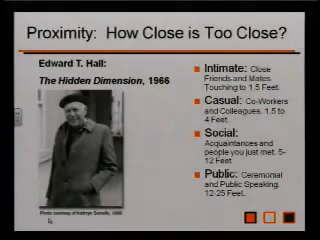 Proximity: How Close is Too Close?
Edward T. Hall:
The Hidden Dimension, 1966
Intimate: Close
Friends and Mates.
Touching to 1.5 Feet.
Casual: Co-Workers
and Colleagues. 1.5 to
4 Feet
Social:
Acquaintances and
people you just met. 5-
12 Feet
Public: Ceremonial
and Public Speaking.
12-25 Feet.
Photo courtesy of Kathryn Sorrells, 1998